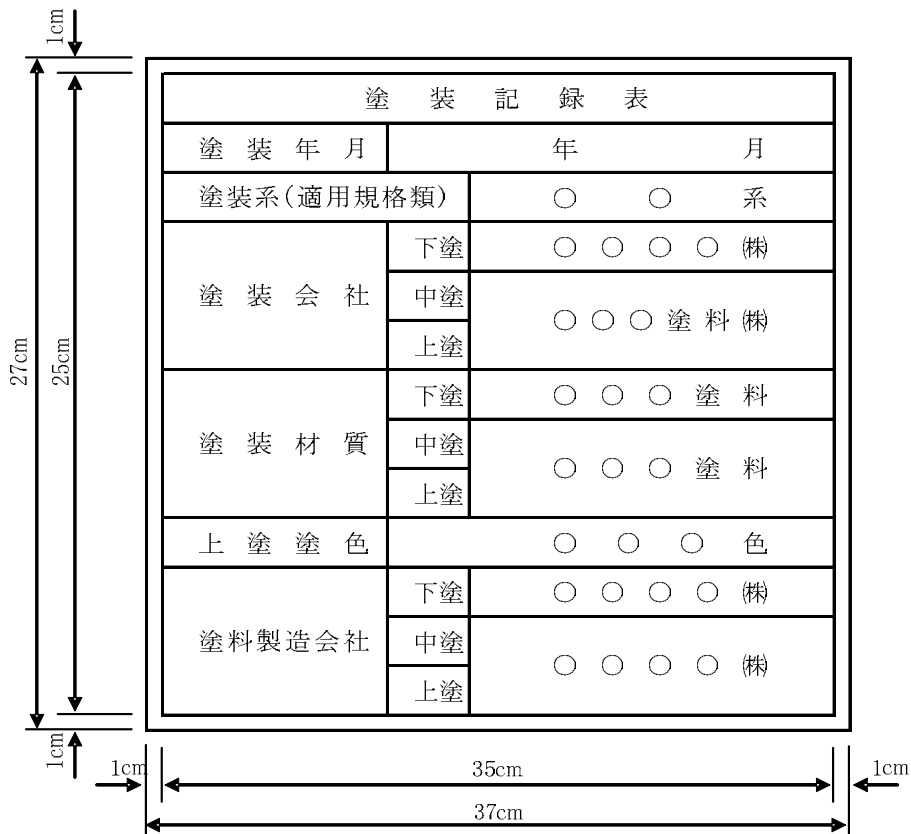 1cm
塗装記録表
塗装年月 年 月
塗装系(適用規格類) ○ ○ 系
下塗 ○ ○ ○ ○ ㈱
塗装会社 中塗 ○ ○ ○ 塗料㈱
上塗
27cm 25cm
下塗 ○ ○ ○ 塗料
塗装材質 中塗 ○ ○ ○ 塗料
上塗
上塗塗色 ○ ○ ○ 色
下塗 ○ ○ ○ ○ ㈱
塗料製造会社 中塗 ○ ○ ○ ○ ㈱
上塗
1cm
1cm 35cm 1cm
37cm